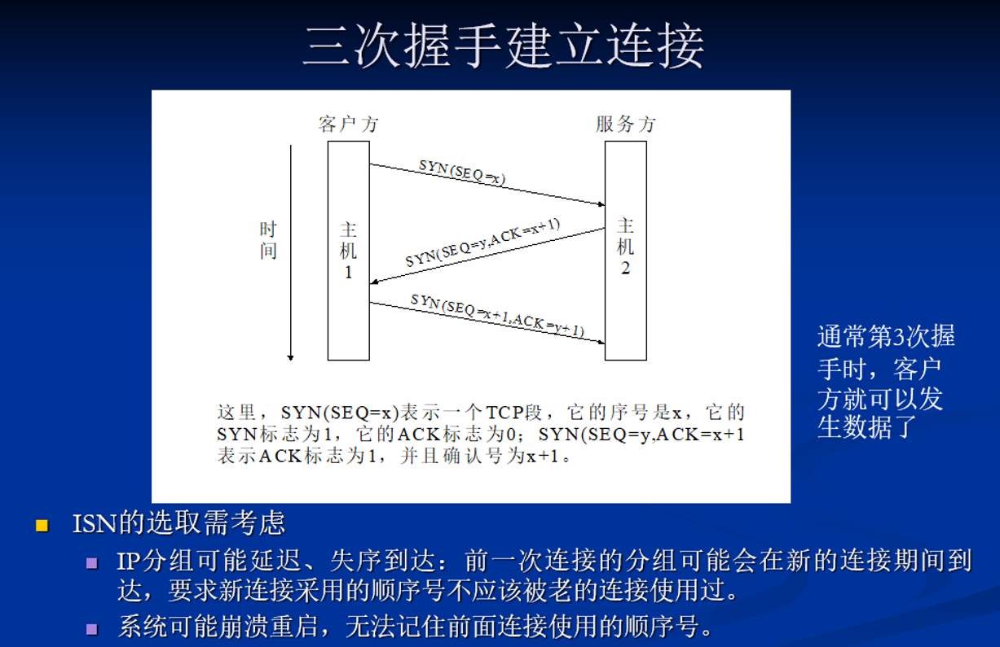 三次握手建立连接
客户方
服务方
SYN(SEQ=x)
时间
主机1
主机2
SYN(SEQ=y,ACK=x+1)
SYN(SEQ=x+1,ACK=y+1)
这里，SYN(SEQ=x)表示一个TCP段，它的序号是x，它的
SYN标志为1，它的ACK标志为0；SYN(SEQ=y,ACK=x+1
表示ACK标志为1，并且确认号为x+1。
通常第3次握
手时，客户
方就可以发
生数据了
ISN的选取需考虑
IP分组可能延迟、失序到达：前一次连接的分组可能会在新的连接期间到
达，要求新连接采用的顺序号不应该被老的连接使用过。
系统可能崩溃重启，无法记住前面连接使用的顺序号。